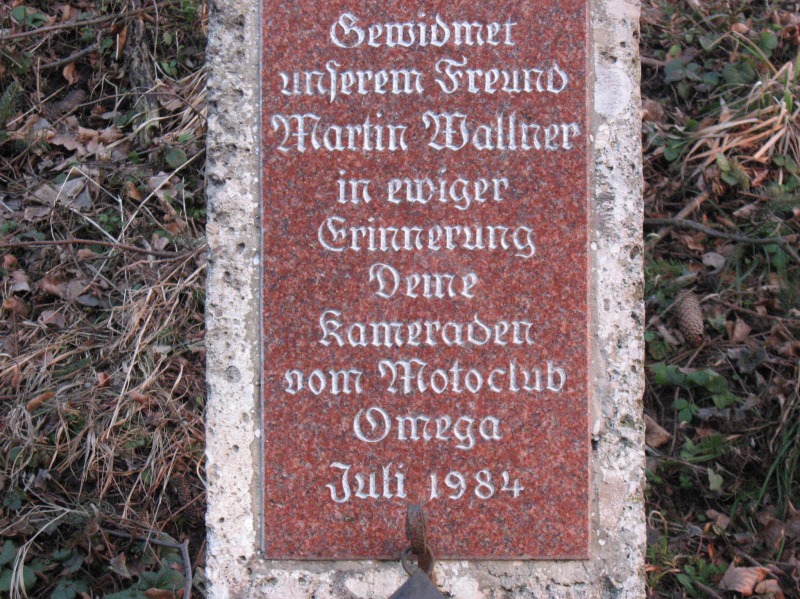 Gewidmet
unserem Freund
Martin Wallner
in ewiger
Erinnerung
Deine
Kameraden
vom Motoclub
Omega
Juli 1984